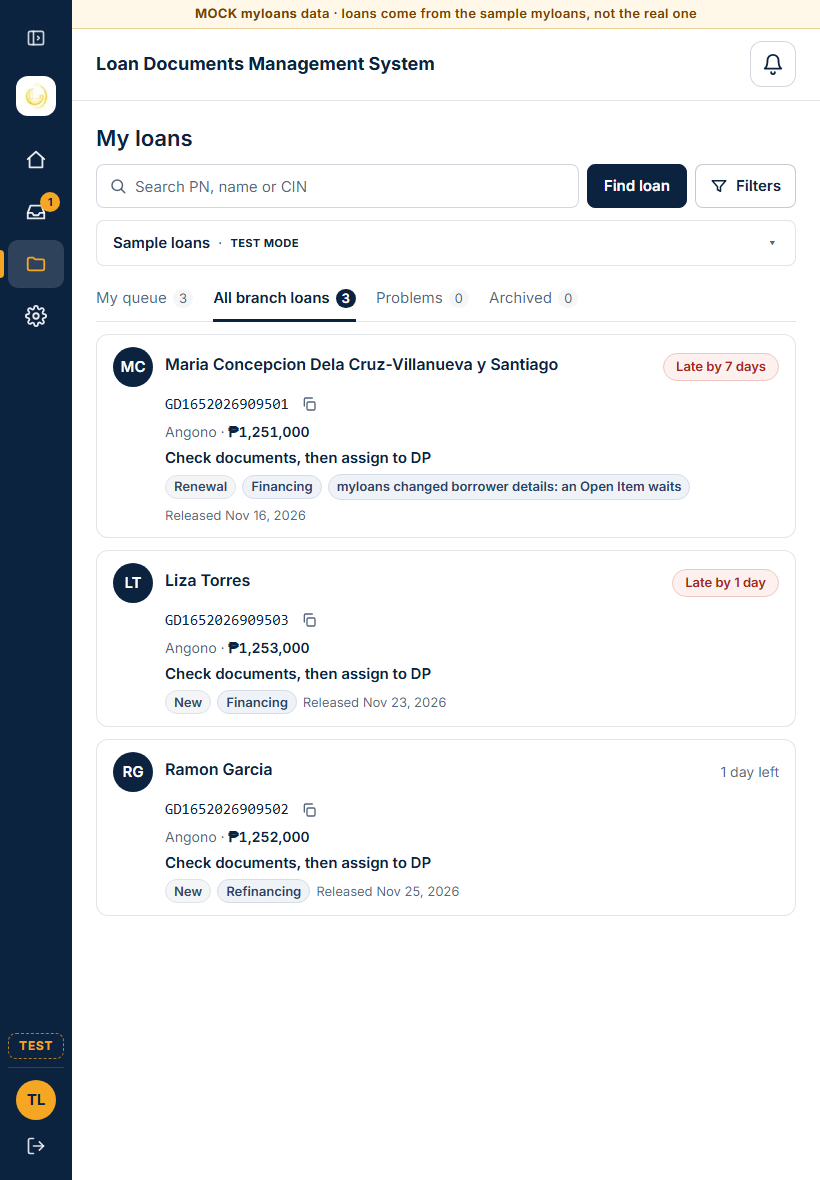 MOCK myloans data · loans come from the sample myloans, not the real one
Loan Documents Management System
My loans
Search PN, name or CIN
Find loan
Filters
1
Sample loans · TEST MODE
My queue 3
All branch loans 3
Problems 0
Archived 0
MC
Maria Concepcion Dela Cruz-Villanueva y Santiago
Late by 7 days
GD1652026909501
Angono · ₱1,251,000
Check documents, then assign to DP
Renewal
Financing
myloans changed borrower details: an Open Item waits
Released Nov 16, 2026
LT
Liza Torres
Late by 1 day
GD1652026909503
Angono · ₱1,253,000
Check documents, then assign to DP
New
Financing
Released Nov 23, 2026
RG
Ramon Garcia
1 day left
GD1652026909502
Angono · ₱1,252,000
Check documents, then assign to DP
New
Refinancing
Released Nov 25, 2026
TEST
TL